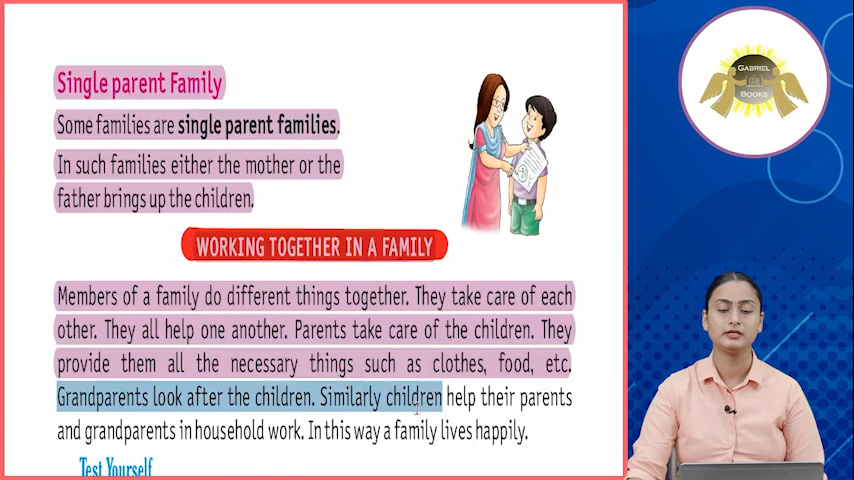 Single parent Family
Some families are single parent families.
In such families either the mother or the
father brings up the children.
WORKING TOGETHER IN A FAMILY
Members of a family do different things together. They take care of each
other. They all help one another. Parents take care of the children. They
provide them all the necessary things such as clothes, food, etc.
Grandparents look after the children. Similarly children help their parents
and grandparents in household work. In this way a family lives happily.
Test Yourself
GABRIEL
GB
BOOKS